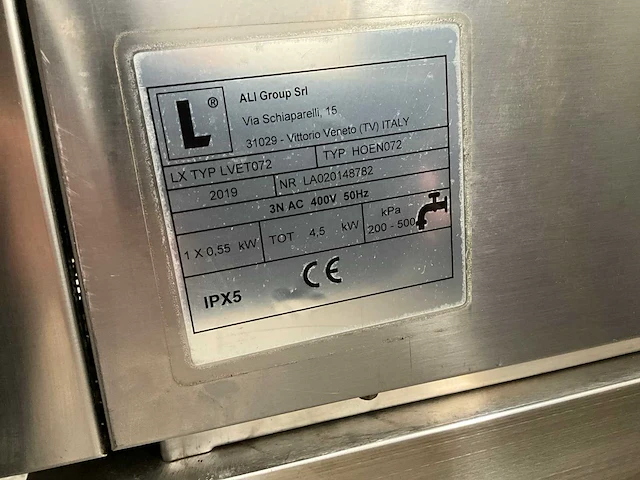 L®
ALI Group Srl
Via Schiaparelli, 15
31029 - Vittorio Veneto (TV) ITALY
LX TYP LVET072 TYP HOEN072
2019 NR LA020148782
3N AC 400V 50Hz
1 X 0,55 kW TOT 4,5 kW kPa
200 - 500
CE
IPX5